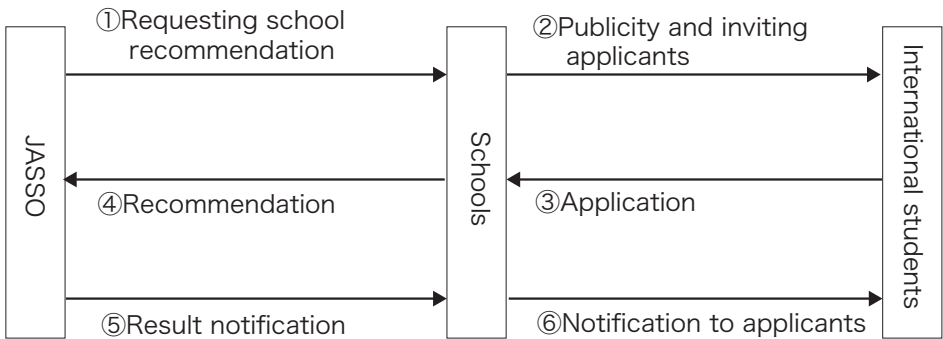 ①Requesting school
recommendation
②Publicity and inviting
applicants
JASSO
Schools
International students
④Recommendation
③Application
⑤Result notification
⑥Notification to applicants